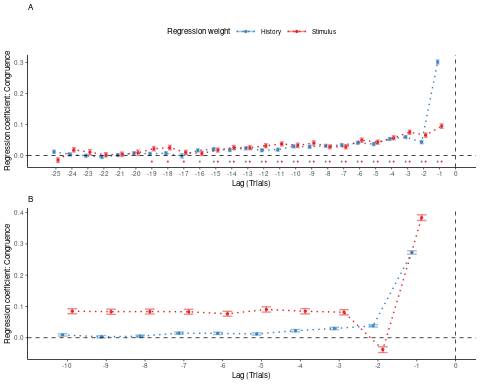 A
Regression weight History Stimulus
Regression coefficient: Congruence
0.3
0.2
0.1
0.0
-25 -24 -23 -22 -21 -20 -19 -18 -17 -16 -15 -14 -13 -12 -11 -10 -9 -8 -7 -6 -5 -4 -3 -2 -1 0
Lag (Trials)
B
Regression coefficient: Congruence
0.4
0.3
0.2
0.1
0.0
-10 -9 -8 -7 -6 -5 -4 -3 -2 -1 0
Lag (Trials)